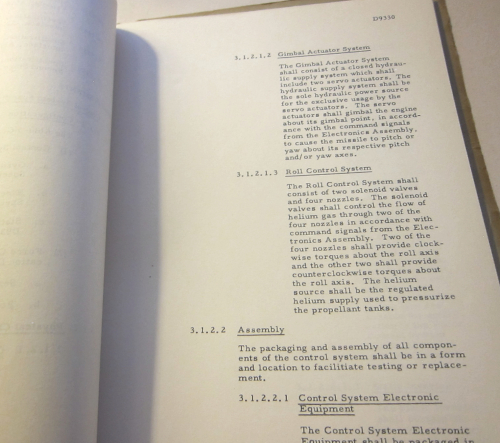 D9330
3.1.2.1.2 Gimbal Actuator System
The Gimbal Actuator System
shall consist of a closed hydrau-
lic supply system which shall
include two servo actuators. The
hydraulic supply system shall be
the sole hydraulic power source
for the exclusive usage by the
servo actuators. The servo
actuators shall gimbal the engine
about its gimbal point, in accord-
ance with the command signals
from the Electronics Assembly,
to cause the missile to pitch or
yaw about its respective pitch
and/or yaw axes.
3.1.2.1.3 Roll Control System
The Roll Control System shall
consist of two solenoid valves
and four nozzles. The solenoid
valves shall control the flow of
helium gas through two of the
four nozzles in accordance with
command signals from the Elec-
tronics Assembly. Two of the
four nozzles shall provide clock-
wise torques about the roll axis
and the other two shall provide
counterclockwise torques about
the roll axis. The helium
source shall be the regulated
helium supply used to pressurize
the propellant tanks.
3.1.2.2 Assembly
The packaging and assembly of all compon-
ents of the control system shall be in a form
and location to facilitiate testing or replace-
ment.
3.1.2.2.1 Control System Electronic
Equipment
The Control System Electronic
Equipment shall be packaged in